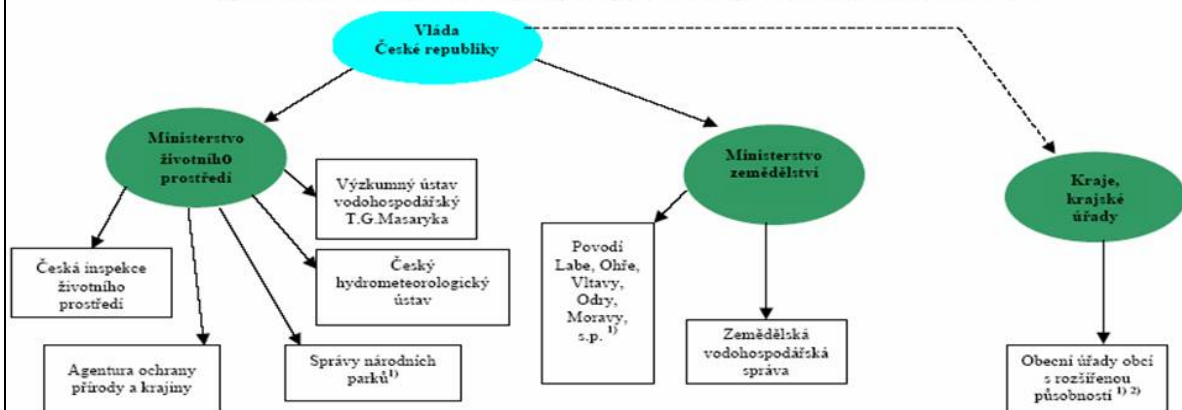 Vláda
České republiky
Ministerstvo
životního
prostředí
Ministerstvo
zemědělství
Kraje,
krajské
úřady
Výzkumný ústav
vodohospodářský
T.G.Masaryka
Česká inspekce
životního
prostředí
Český
hydrometeorologický
ústav
Povodí
Labe, Ohře,
Vltavy,
Odry,
Moravy,
s.p. 1)
Agentura ochrany
přírody a krajiny
Správy národních
parků1)
Zemědělská
vodohospodářská
správa
Obecní úřady obcí
s rozšířenou
působností 1) 2)